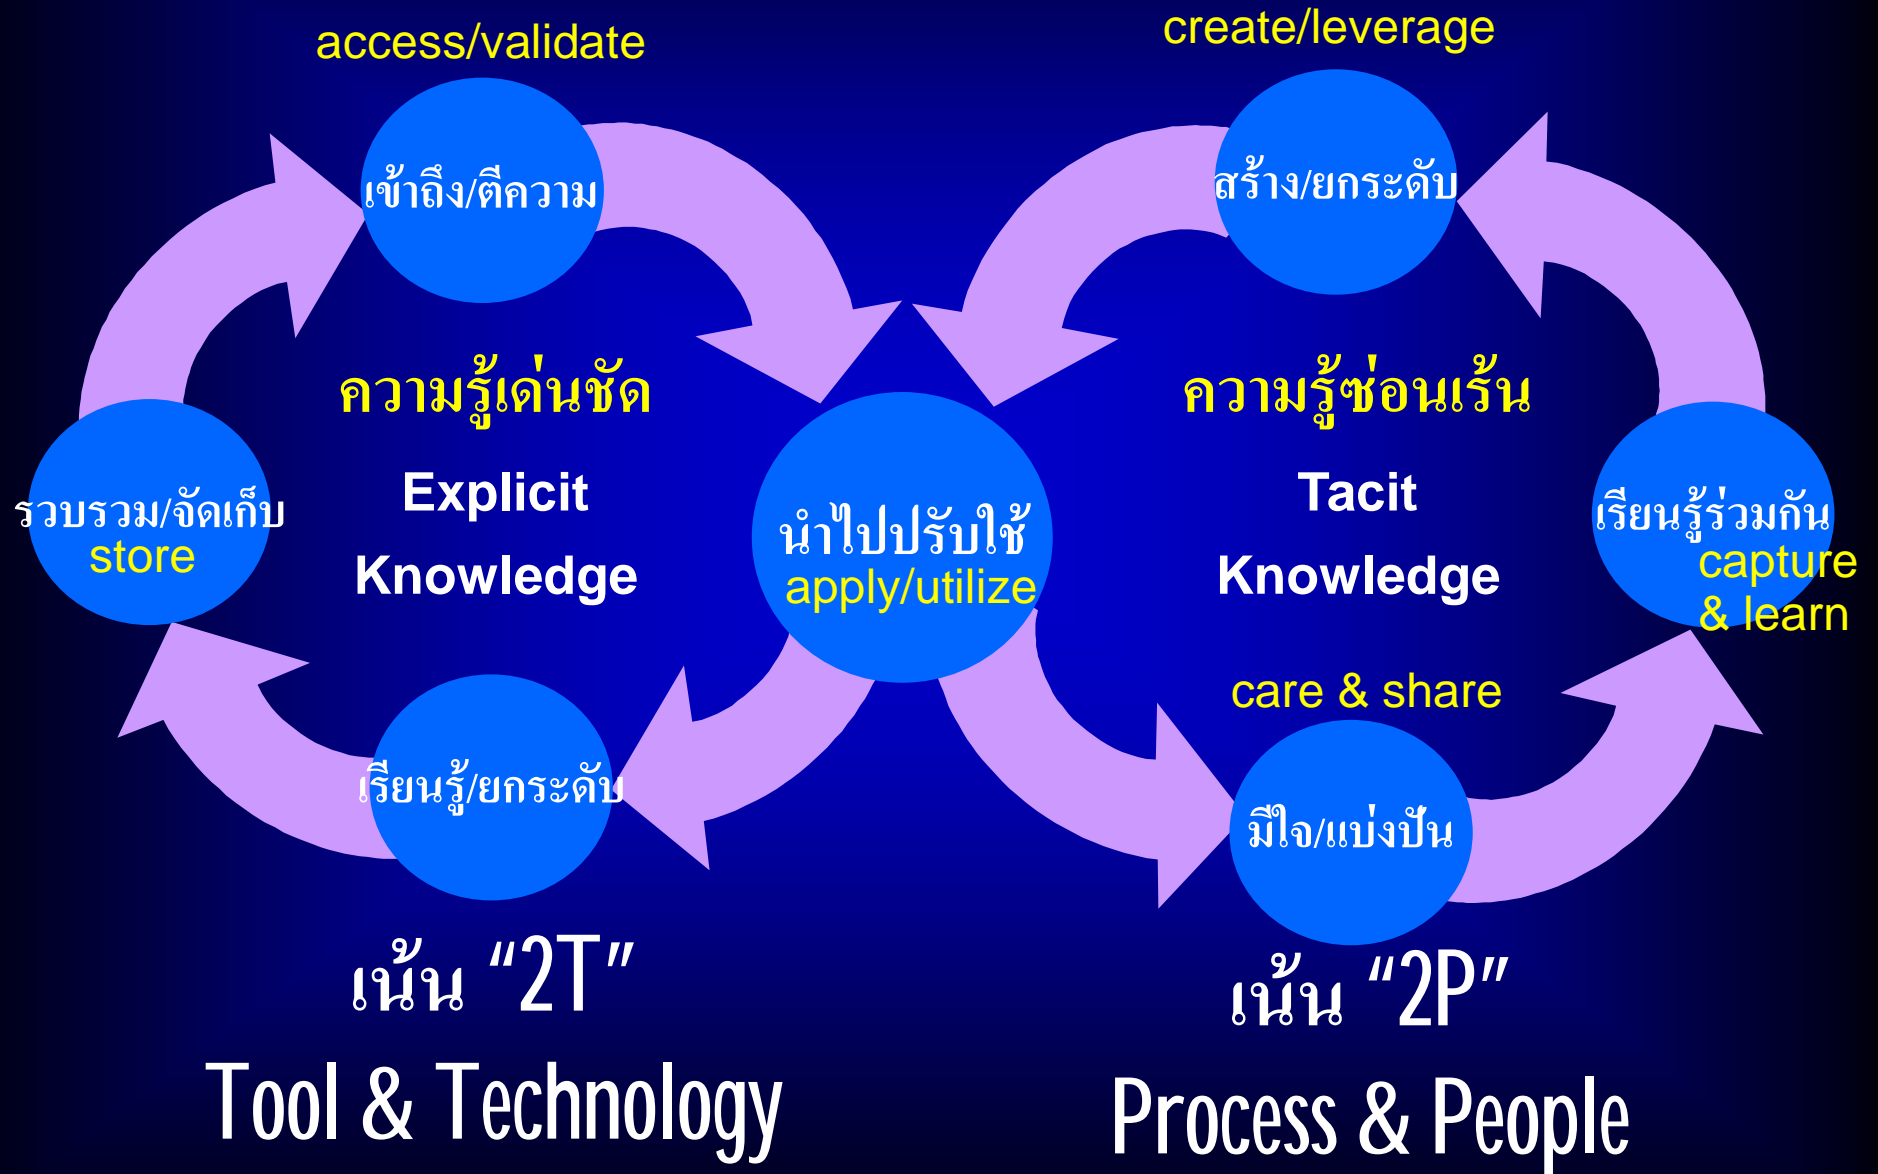 access/validate
create/leverage
เข้าถึง/ตีความ
สร้าง/ยกระดับ
ความรู้เด่นชัด
ความรู้ซ่อนเร้น
Explicit
Knowledge
Tacit
Knowledge
รวบรวม/จัดเก็บ
store
นำไปปรับใช้
apply/utilize
เรียนรู้ร่วมกัน
capture
& learn
care & share
เรียนรู้/ยกระดับ
มีใจ/แบ่งปัน
เน้น “2T”
Tool & Technology
เน้น “2P”
Process & People